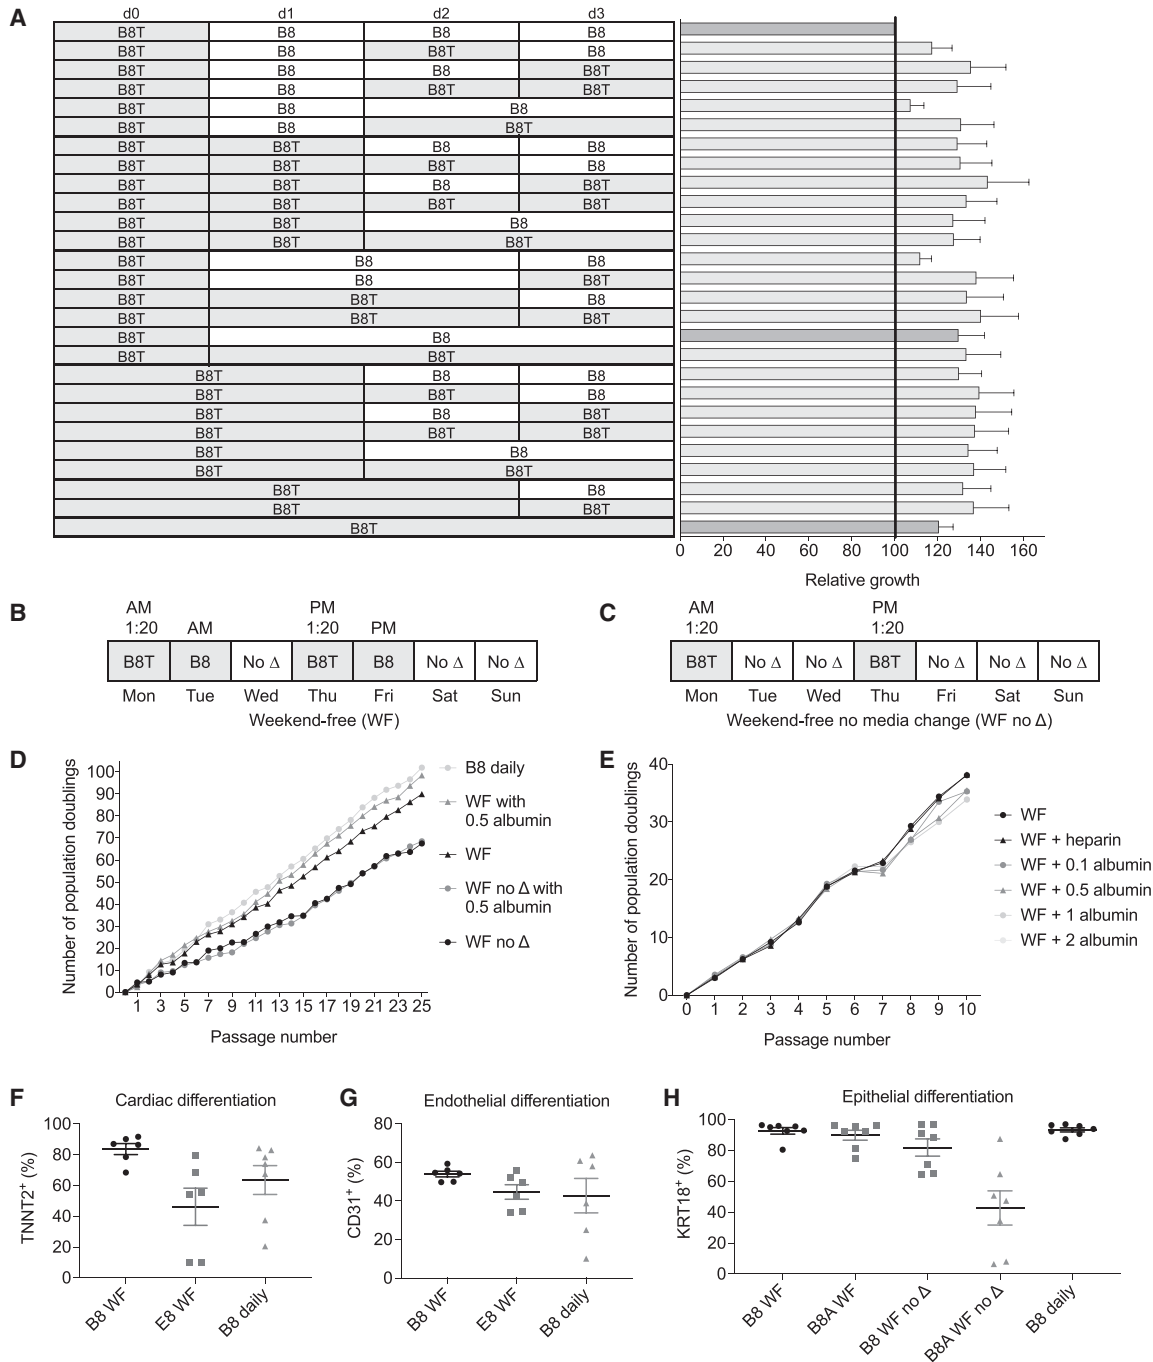 A
d0 d1 d2 d3
B8T B8 B8 B8
B8T B8 B8T B8
B8T B8 B8 B8T
B8T B8 B8T B8T
B8T B8 B8
B8T B8 B8T
B8T B8T B8 B8
B8T B8T B8T B8
B8T B8T B8 B8T
B8T B8T B8T B8T
B8T B8T B8
B8T B8T B8T
B8T B8 B8
B8T B8 B8T
B8T B8T B8
B8T B8T B8T
B8T B8
B8T B8T
B8T B8 B8
B8T B8T B8
B8T B8 B8T
B8T B8T B8T
B8T B8
B8T B8T
B8T B8
B8T B8T
B8T
0 20 40 60 80 100 120 140 160
Relative growth
B
AM PM
1:20 AM 1:20 PM
B8T B8 No Δ B8T B8 No Δ No Δ
Mon Tue Wed Thu Fri Sat Sun
Weekend-free (WF)
C
AM PM
1:20 1:20
B8T No Δ No Δ B8T No Δ No Δ No Δ
Mon Tue Wed Thu Fri Sat Sun
Weekend-free no media change (WF no Δ)
D
Number of population doublings
100
90
80
70
60
50
40
30
20
10
0
1 3 5 7 9 11 13 15 17 19 21 23 25
Passage number
B8 daily
WF with
0.5 albumin
WF
WF no Δ with
0.5 albumin
WF no Δ
E
Number of population doublings
40
30
20
10
0
0 1 2 3 4 5 6 7 8 9 10
Passage number
WF
WF + heparin
WF + 0.1 albumin
WF + 0.5 albumin
WF + 1 albumin
WF + 2 albumin
F
Cardiac differentiation
TNNT2+ (%)
100
80
60
40
20
0
B8 WF
E8 WF
B8 daily
G
Endothelial differentiation
CD31+ (%)
80
60
40
20
0
B8 WF
E8 WF
B8 daily
H
Epithelial differentiation
KRT18+ (%)
100
80
60
40
20
0
B8 WF
B8A WF
B8 WF no Δ
B8A WF no Δ
B8 daily